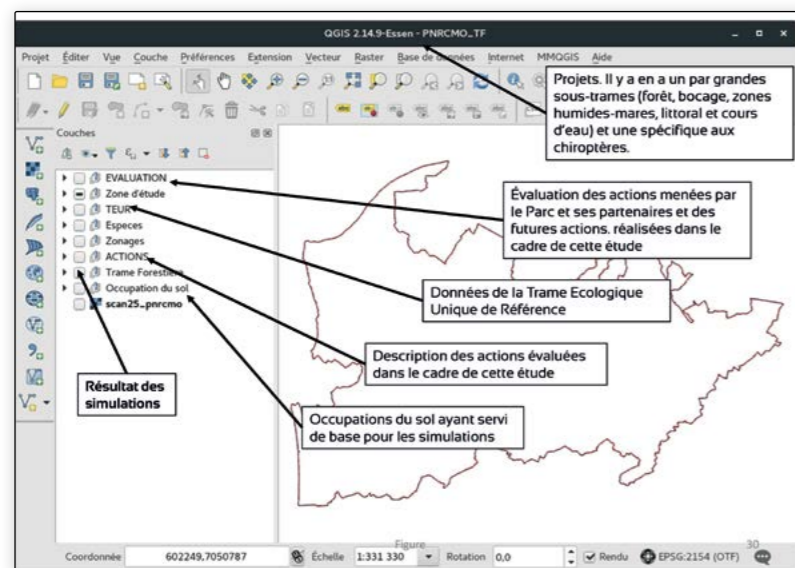 QGIS 2.14.9-Essen - PNRCMO_TF
Projet Éditer Vue Couche Préférences Extension Vecteur Raster Base de données Internet MMQGIS Aide
Projets. Il y a en a un par grandes
sous-trames (forêt, bocage, zones
humides-mares, littoral et cours
d'eau) et une spécifique aux
chiroptères.
Couches
EVALUATION
Zone d'étude
TEUR
Especes
Zonages
ACTIONS
Trame Forestière
Occupation du sol
scan25_pnrcmo
Évaluation des actions menées par
le Parc et ses partenaires et des
futures actions. réalisées dans le
cadre de cette étude
Données de la Trame Ecologique
Unique de Référence
Description des actions évaluées
dans le cadre de cette étude
Résultat des
simulations
Occupations du sol ayant servi
de base pour les simulations
Figure
30
Coordonnée 602249,7050787 Échelle 1:331 330 Rotation 0,0 Rendu EPSG:2154 (OTF)